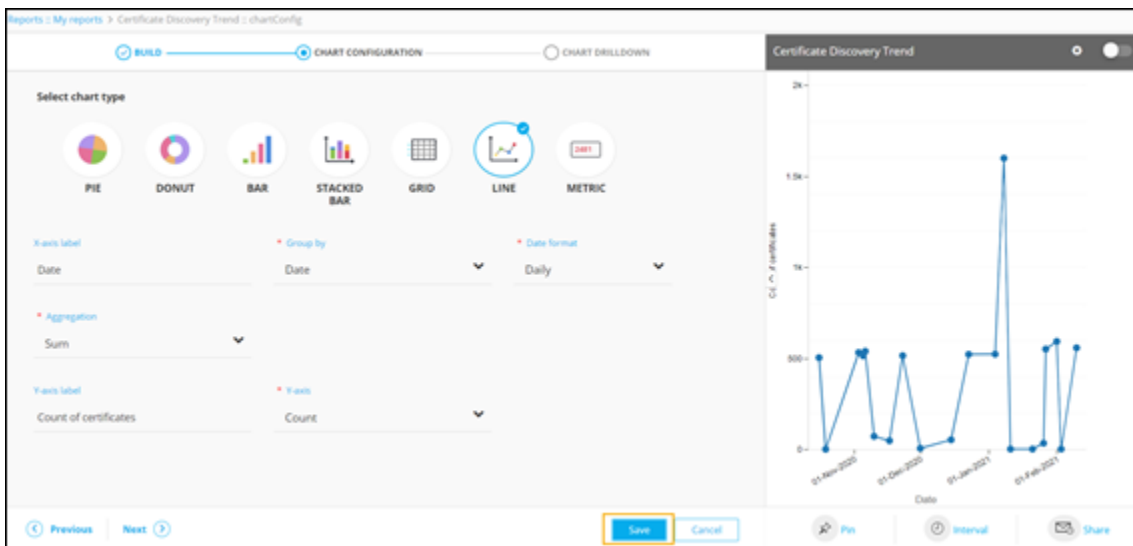 Reports :: My reports > Certificate Discovery Trend :: chartConfig
BUILD
CHART CONFIGURATION
CHART DRILLDOWN
Select chart type
PIE
DONUT
BAR
STACKED
BAR
GRID
LINE
2481
METRIC
X-axis label
* Group by
* Date format
Date
Date
Daily
* Aggregation
Sum
Y-axis label
* Y-axis
Count of certificates
Count
Previous
Next
Save
Cancel
Certificate Discovery Trend
2k
1.5k
1k
500
0
certificates
01-Nov-2020
01-Dec-2020
01-Jan-2021
01-Feb-2021
Date
Pin
Interval
Share